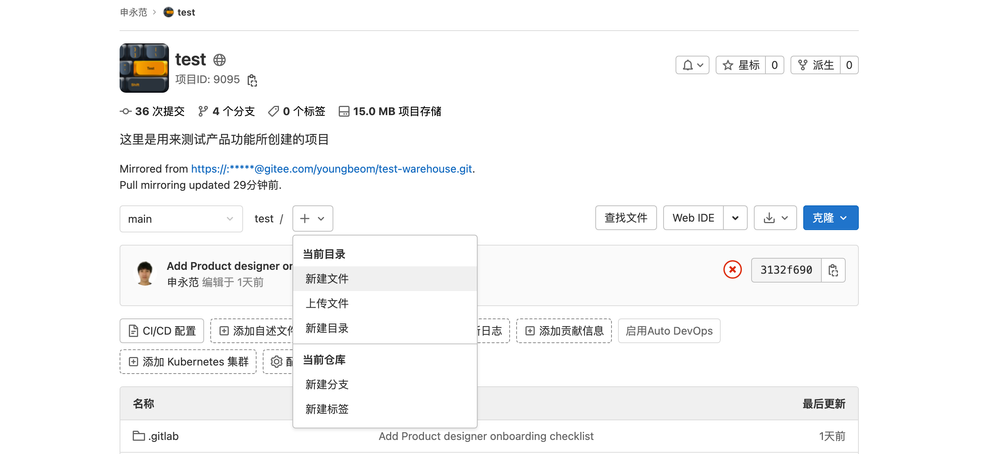 申永范 > test
test
项目ID: 9095
星标 0
派生 0
36 次提交 4 个分支 0 个标签 15.0 MB 项目存储
这里是用来测试产品功能所创建的项目
Mirrored from https://:*****@gitee.com/youngbeom/test-warehouse.git.
Pull mirroring updated 29分钟前.
main test / +
查找文件 Web IDE 克隆
当前目录
新建文件
上传文件
新建目录
当前仓库
新建分支
新建标签
Add Product designer
申永范 编辑于 1天前
3132f690
CI/CD 配置 添加自述文件 日志 添加贡献信息 启用Auto DevOps
添加 Kubernetes 集群
名称 最后更新
.gitlab Add Product designer onboarding checklist 1天前